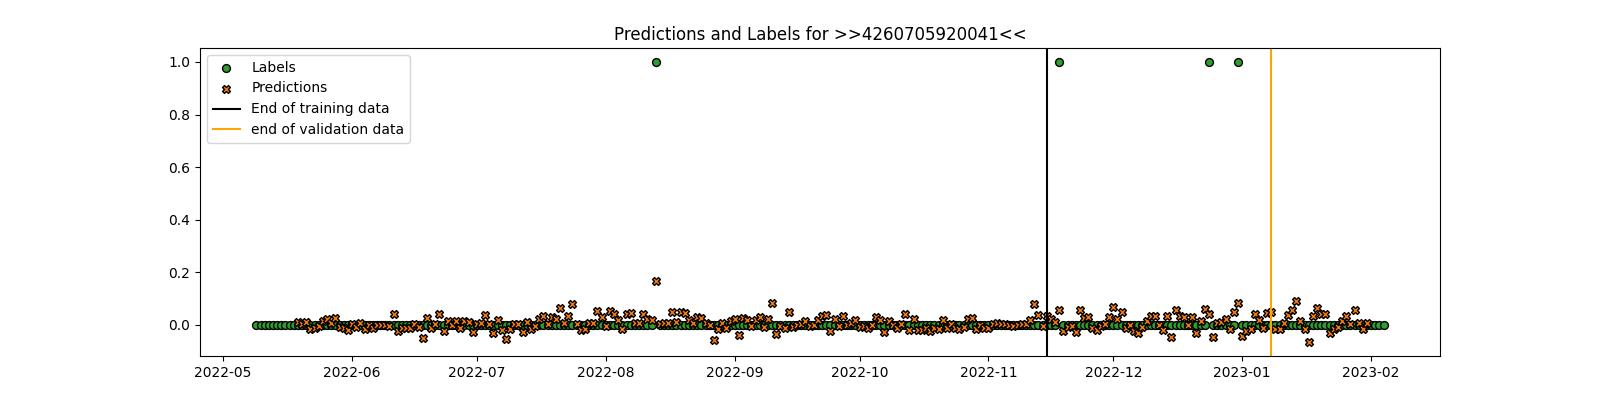 Predictions and Labels for >>4260705920041<<
1.0
0.8
0.6
0.4
0.2
0.0
Labels
Predictions
End of training data
end of validation data
2022-05 2022-06 2022-07 2022-08 2022-09 2022-10 2022-11 2022-12 2023-01 2023-02